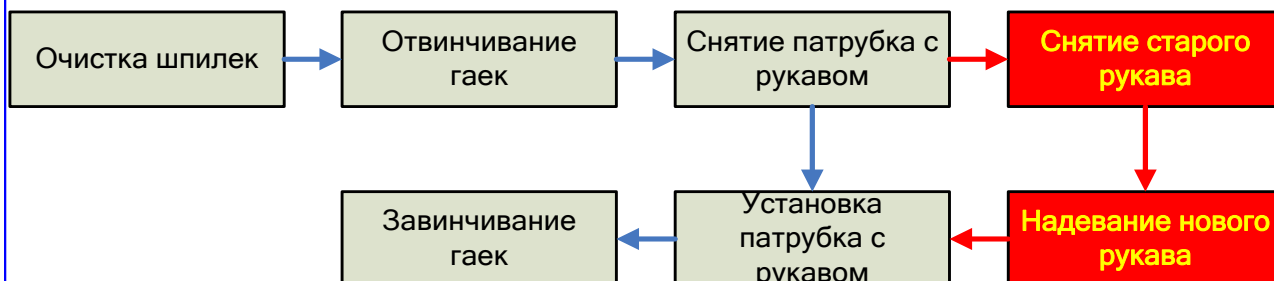 Очистка шпилек
Отвинчивание
гаек
Снятие патрубка с
рукавом
Снятие старого
рукава
Завинчивание
гаек
Установка
патрубка с
рукавом
Надевание нового
рукава